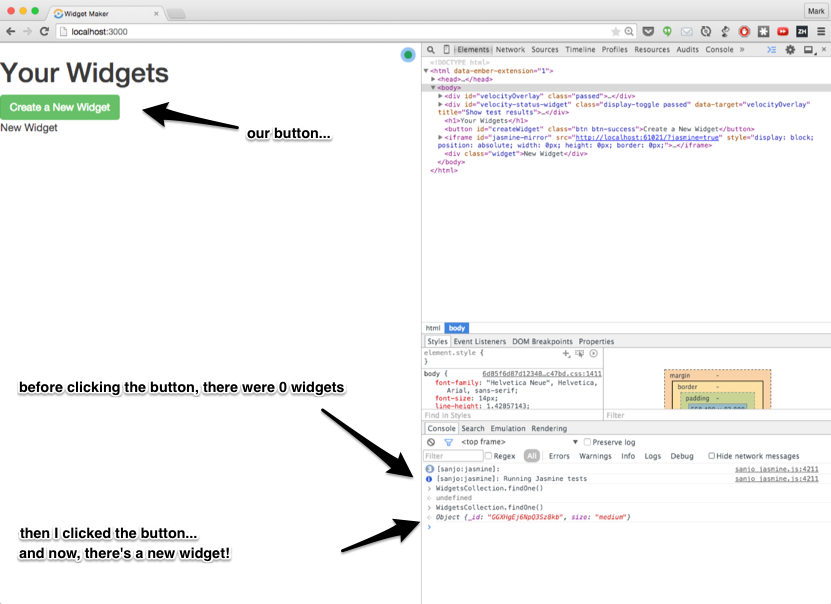 Widget Maker
Mark
localhost:3000
Elements Network Sources Timeline Profiles Resources Audits Console »
Your Widgets
Create a New Widget
New Widget
our button...
<!DOCTYPE html>
<html data-ember-extension="1">
<head>…</head>
<body>
<div id="velocityOverlay" class="passed">…</div>
<div id="velocity-status-widget" class="display-toggle passed" data-target="velocityOverlay"
title="Show test results">…</div>
<h1>Your Widgets</h1>
<button id="createWidget" class="btn btn-success">Create a New Widget</button>
<iframe id="jasmine-mirror" src="http://localhost:61021/?jasmine=true" style="display: block;
position: absolute; width: 0px; height: 0px; border: 0px;">…</iframe>
<div class="widget">New Widget</div>
</body>
</html>
html body
Styles Event Listeners DOM Breakpoints Properties
element.style {
}
body { 6d85f6d87d12348…c47bd.css:1411
font-family: "Helvetica Neue", Helvetica,
Arial, sans-serif;
font-size: 14px;
line-height: 1.42857143;
margin -
border -
padding -
Find in Styles
Filter
before clicking the button, there were 0 widgets
Console Search Emulation Rendering
<top frame> ▼ Preserve log
Filter Regex All Errors Warnings Info Logs Debug Hide network messages
3 [sanjo:jasmine]: sanjo_jasmine.js:4211
[sanjo:jasmine]: Running Jasmine tests sanjo_jasmine.js:4211
> WidgetsCollection.findOne()
undefined
> WidgetsCollection.findOne()
Object {_id: "GGXHgEj6NpQ3Sz8kb", size: "medium"}
>
then I clicked the button...
and now, there's a new widget!